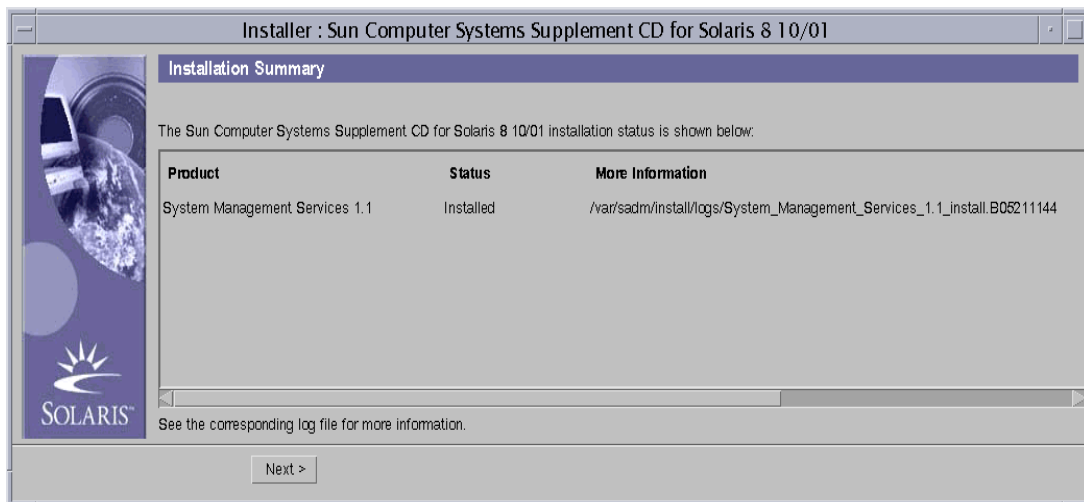 Installer : Sun Computer Systems Supplement CD for Solaris 8 10/01
Installation Summary
The Sun Computer Systems Supplement CD for Solaris 8 10/01 installation status is shown below:
Product Status More Information
System Management Services 1.1 Installed /var/sadm/install/logs/System_Management_Services_1.1_install.B05211144
SOLARIS™
See the corresponding log file for more information.
Next >